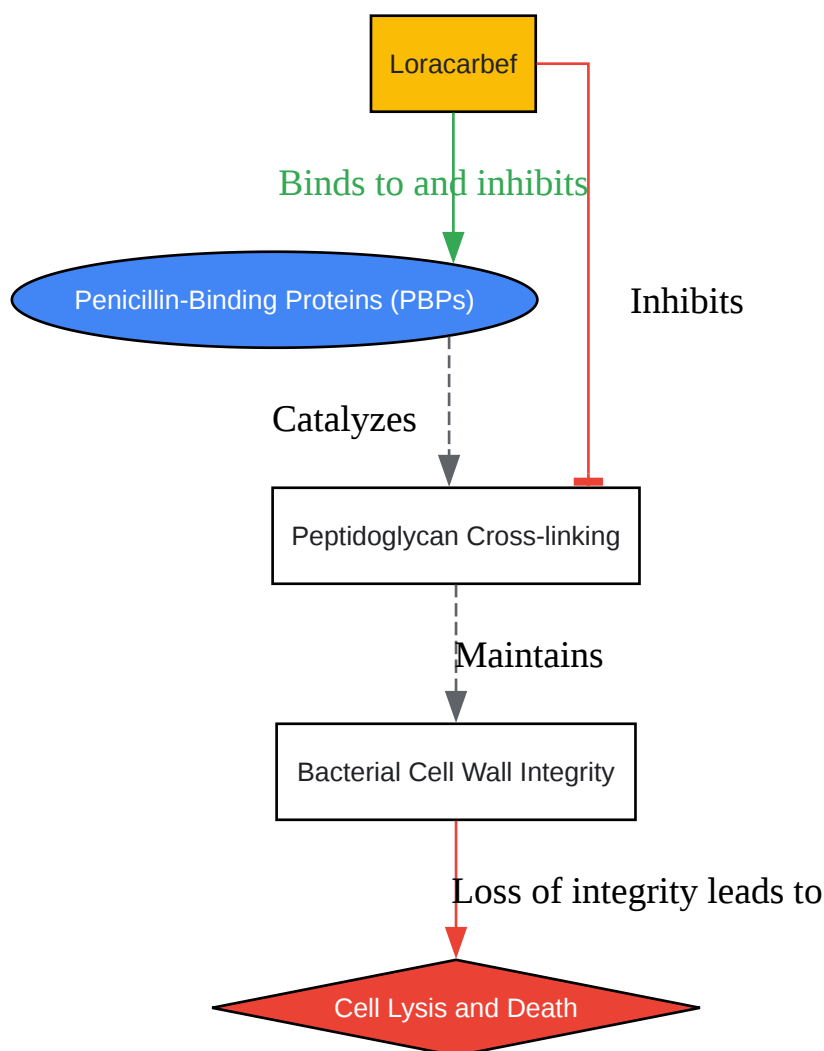 Loracarbef
Binds to and inhibits
Penicillin-Binding Proteins (PBPs)
Inhibits
Catalyzes
Peptidoglycan Cross-linking
Maintains
Bacterial Cell Wall Integrity
Loss of integrity leads to
Cell Lysis and Death